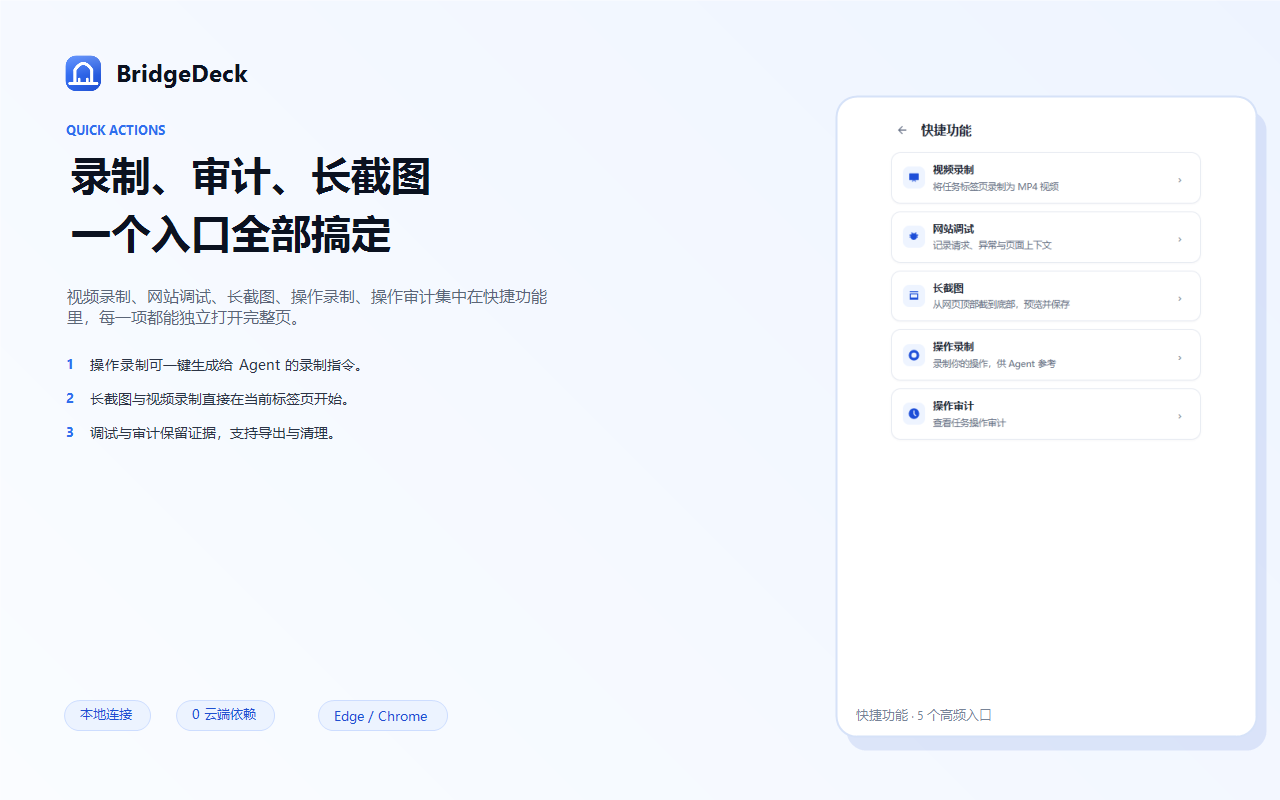 BridgeDeck
QUICK ACTIONS
录制、审计、长截图
一个入口全部搞定
视频录制、网站调试、长截图、操作录制、操作审计集中在快捷功能
里，每一项都能独立打开完整页。
1 操作录制可一键生成给 Agent 的录制指令。
2 长截图与视频录制直接在当前标签页开始。
3 调试与审计保留证据，支持导出与清理。
本地连接
0 云端依赖
Edge / Chrome
← 快捷功能
视频录制
将任务标签页录制为 MP4 视频
网站调试
记录请求、异常与页面上下文
长截图
从网页顶部截到底部，预览并保存
操作录制
录制你的操作，供 Agent 参考
操作审计
查看任务操作审计
快捷功能 · 5 个高频入口